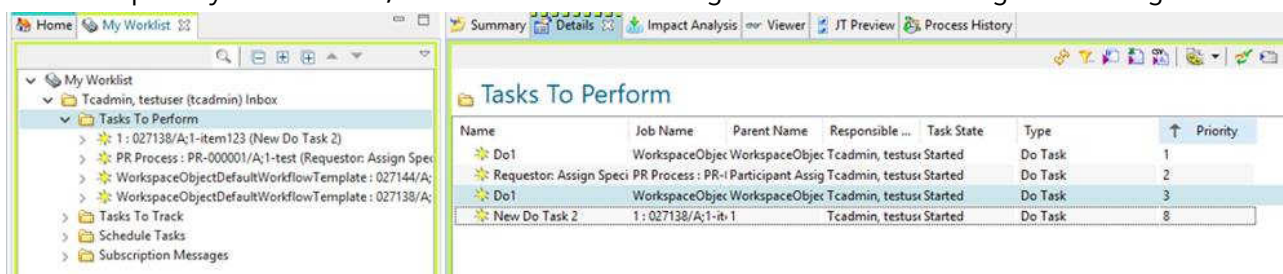 Home My Worklist
My Worklist
Tcadmin, testuser (tcadmin) Inbox
Tasks To Perform
1 : 027138/A;1-item123 (New Do Task 2)
PR Process : PR-000001/A;1-test (Requestor: Assign Spec
WorkspaceObjectDefaultWorkflowTemplate : 027144/A;
WorkspaceObjectDefaultWorkflowTemplate : 027138/A;
Tasks To Track
Schedule Tasks
Subscription Messages
Summary Details Impact Analysis Viewer JT Preview Process History
Tasks To Perform
Name Job Name Parent Name Responsible ... Task State Type Priority
Do1 WorkspaceObjec WorkspaceObjec Tcadmin, testuse Started Do Task 1
Requestor: Assign Speci PR Process : PR-( Participant Assig Tcadmin, testuse Started Do Task 2
Do1 WorkspaceObjec WorkspaceObjec Tcadmin, testuse Started Do Task 3
New Do Task 2 1 : 027138/A;1-it 1 Tcadmin, testuse Started Do Task 8